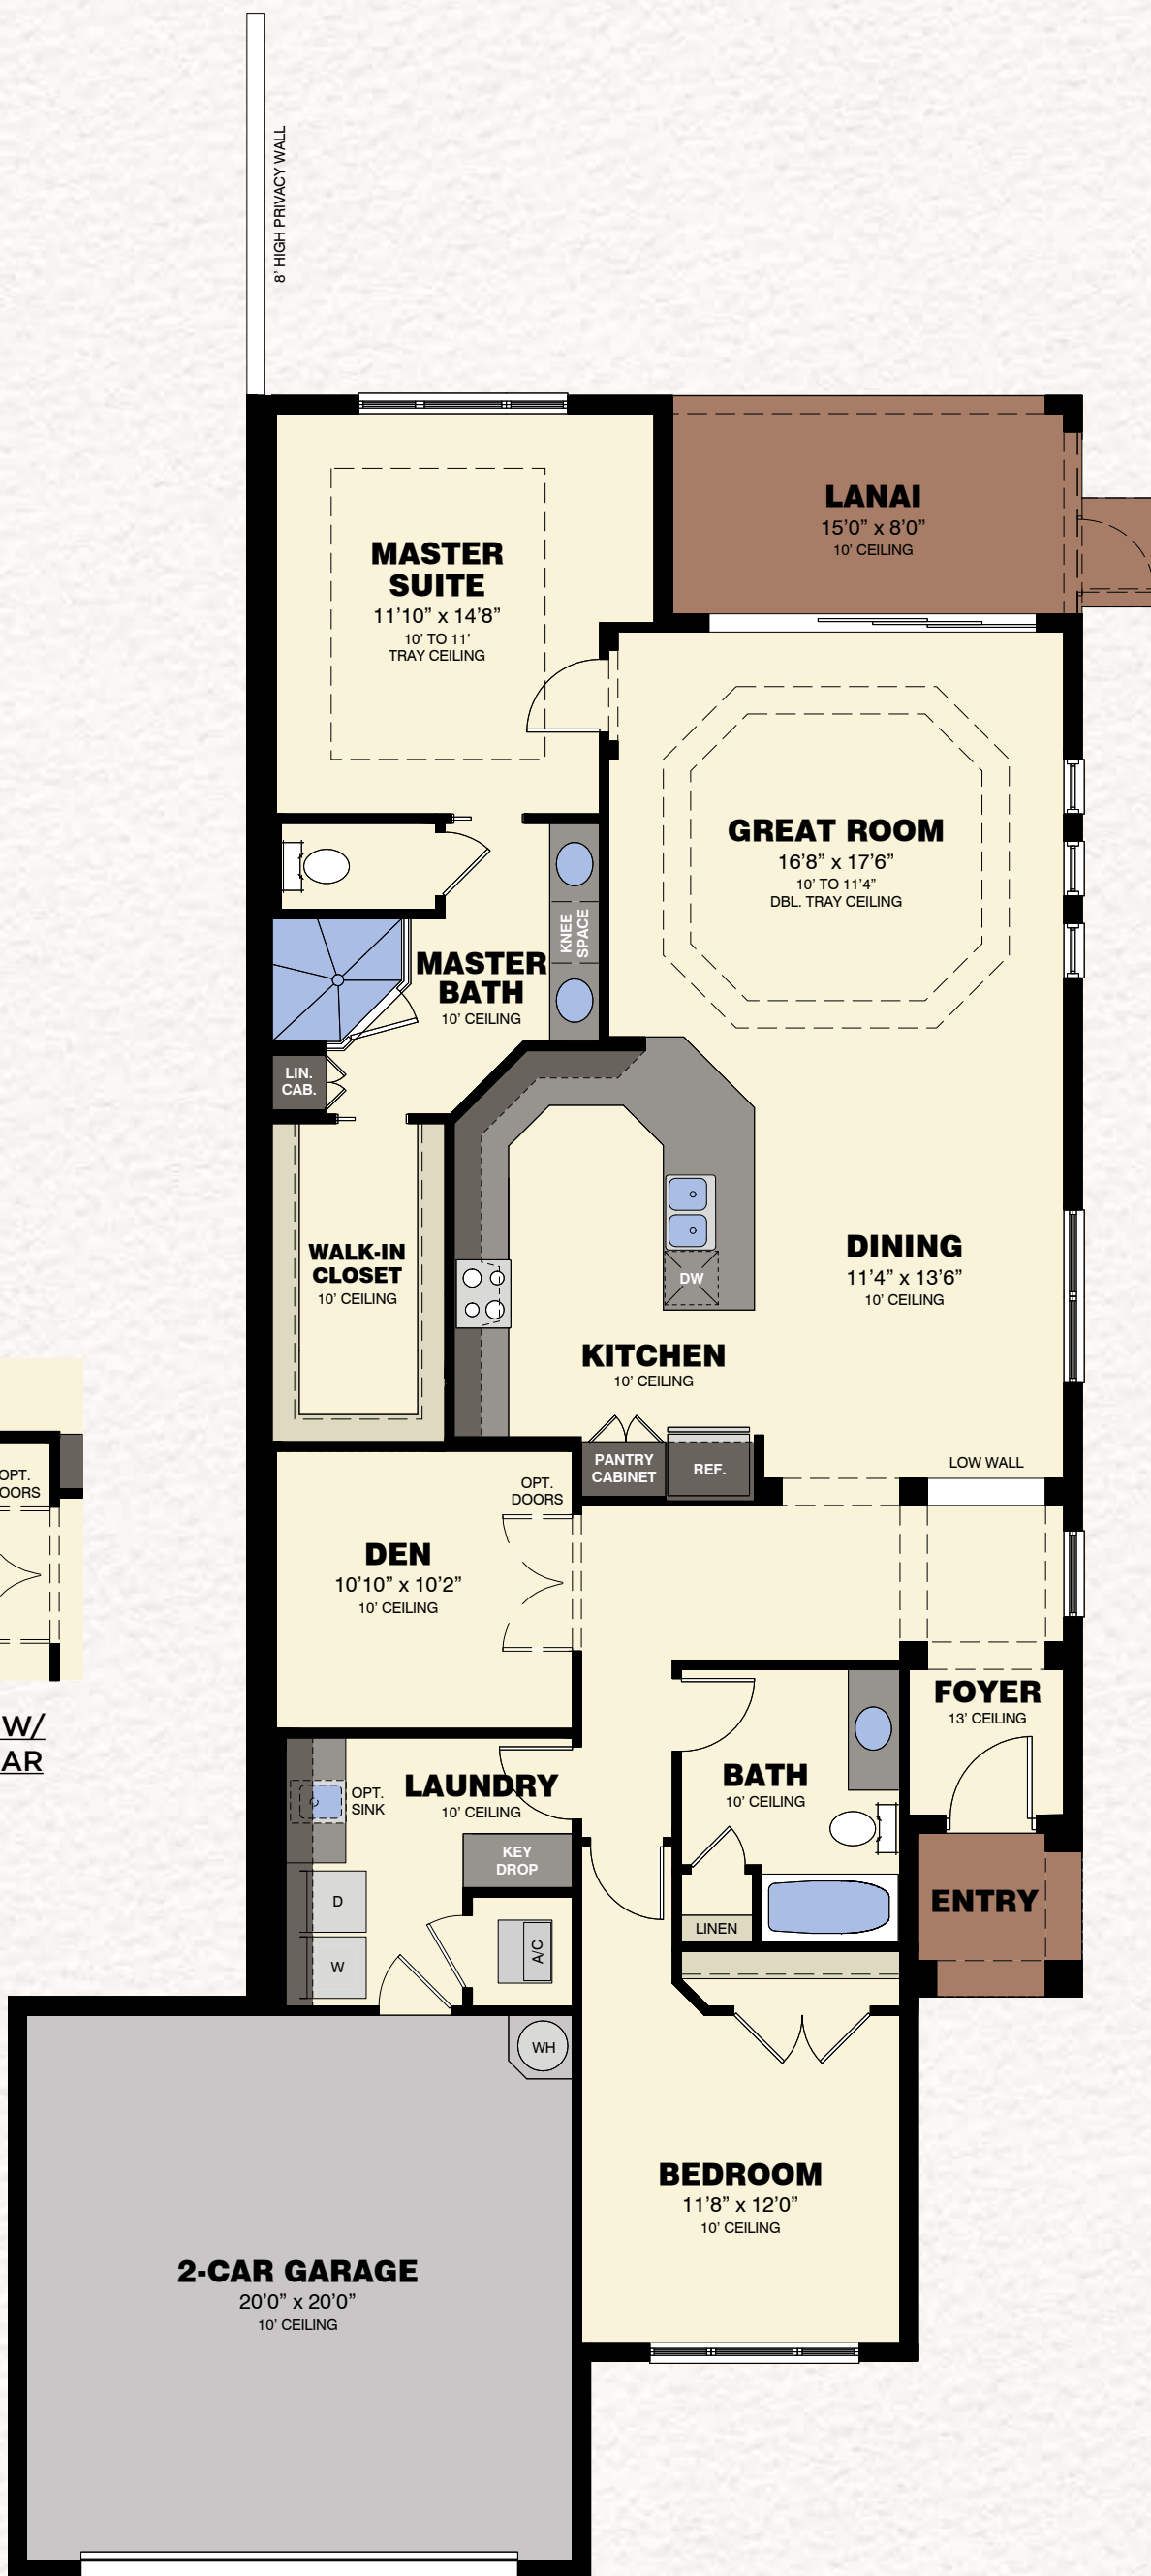 8’ HIGH PRIVACY WALL
LANAI
15’0” x 8’0”
10’ CEILING
MASTER
SUITE
11’10” x 14’8”
10’ TO 11’
TRAY CEILING
GREAT ROOM
16’8” x 17’6”
10’ TO 11’4”
DBL. TRAY CEILING
KNEE
SPACE
MASTER
BATH
10’ CEILING
LIN.
CAB.
WALK-IN
CLOSET
10’ CEILING
DINING
11’4” x 13’6”
10’ CEILING
DW
KITCHEN
10’ CEILING
PANTRY
CABINET
REF.
LOW WALL
OPT.
DOORS
OPT.
OORS
DEN
10’10” x 10’2”
10’ CEILING
W/
AR
FOYER
13’ CEILING
BATH
10’ CEILING
LAUNDRY
10’ CEILING
OPT.
SINK
KEY
DROP
D
W
A/C
LINEN
ENTRY
WH
BEDROOM
11’8” x 12’0”
10’ CEILING
2-CAR GARAGE
20’0” x 20’0”
10’ CEILING